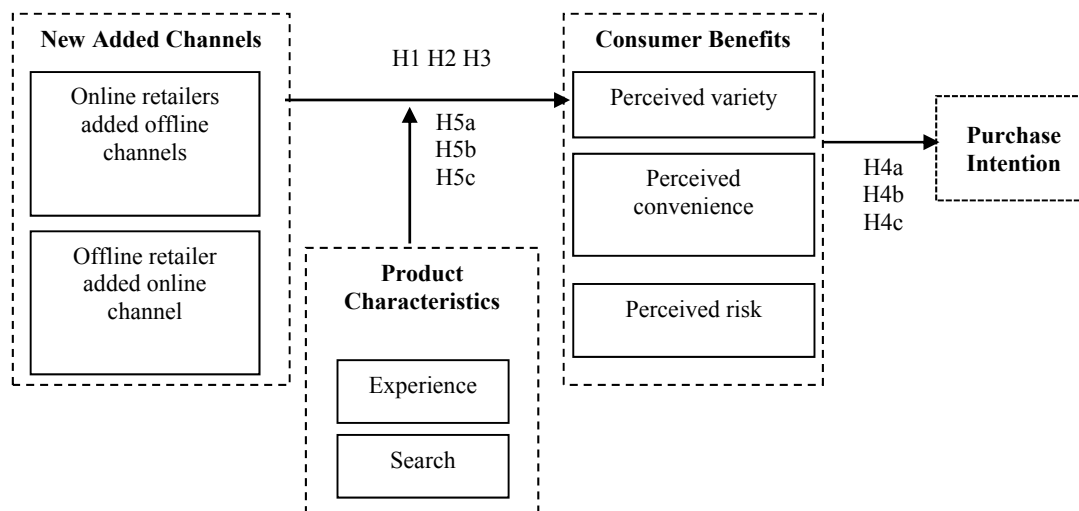 New Added Channels
Online retailers
added offline
channels
Offline retailer
added online
channel
H1 H2 H3
H5a
H5b
H5c
Product
Characteristics
Experience
Search
Consumer Benefits
Perceived variety
Perceived
convenience
Perceived risk
H4a
H4b
H4c
Purchase
Intention